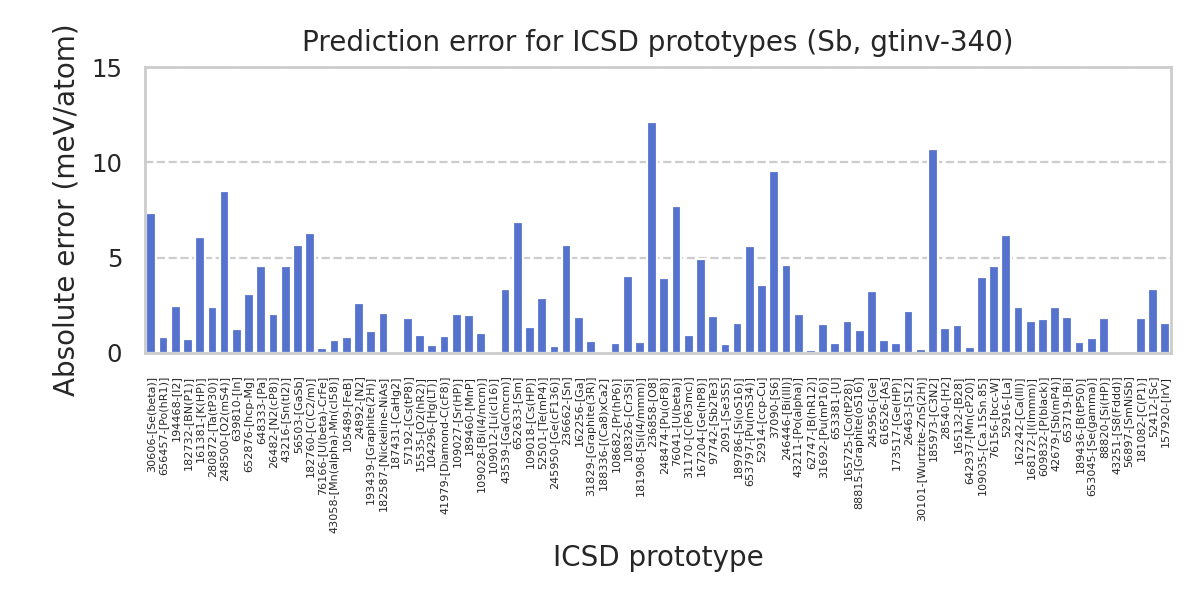 Prediction error for ICSD prototypes (Sb, gtinv-340)
Absolute error (meV/atom)
15
10
5
0
30606-[Se(beta)]
656457-[Po(hR1)]
194468-[I2]
182732-[BN(P1)]
161381-[K(HP)]
280872-[Ta(tP30)]
248500-[O2(mS4)]
639810-[In]
652876-[hcp-Mg]
648333-[Pa]
26482-[N2(cP8)]
43216-[Sn(tI2)]
56503-[GaSb]
182760-[C(C2/m)]
76166-[U(beta)-CrFe]
43058-[Mn(alpha)-Mn(cI58)]
105489-[FeB]
24892-[N2]
193439-[Graphite(2H)]
182587-[Nickeline-NiAs]
187431-[CaHg2]
57192-[Cs(tP8)]
15535-[O2(hR2)]
104296-[Hg(LT)]
41979-[Diamond-C(cF8)]
109027-[Sr(HP)]
189460-[MnP]
109028-[Bi(I4/mcm)]
109012-[Li(cI16)]
43539-[Ga(Cmcm)]
652633-[Sm]
109018-[Cs(HP)]
52501-[Te(mP4)]
245950-[Ge(cF136)]
236662-[Sn]
162256-[Ga]
31829-[Graphite(3R)]
188336-[(Ca8)xCa2]
108682-[Pr(hP6)]
108326-[Cr3Si]
181908-[Si(I4/mmm)]
236858-[O8]
248474-[Pu(oF8)]
76041-[U(beta)]
31170-[C(P63mc)]
167204-[Ge(hP8)]
97742-[Sb2Te3]
2091-[Se3S5]
189786-[Si(oS16)]
653797-[Pu(mS34)]
52914-[ccp-Cu]
37090-[S6]
246446-[Bi(III)]
43211-[Po(alpha)]
62747-[B(hR12)]
31692-[Pu(mP16)]
653381-[U]
165725-[Co(tP28)]
88815-[Graphite(oS16)]
245956-[Ge]
616526-[As]
173517-[Ge(HP)]
26463-[S12]
30101-[Wurtzite-ZnS(2H)]
185973-[C3N2]
28540-[H2]
165132-[B28]
642937-[Mn(cP20)]
109035-[Ca.15Sn.85]
76156-[bcc-W]
52916-[La]
162242-[Ca(III)]
168172-[I(Immm)]
609832-[P(black)]
42679-[Sb(mP4)]
653719-[Bi]
189436-[B(tP50)]
653045-[Se(gamma)]
88820-[Si(HP)]
432511-[S8(Fddd)]
56897-[SmNiSb]
181082-[C(P1)]
52412-[Sc]
157920-[IrV]
ICSD prototype